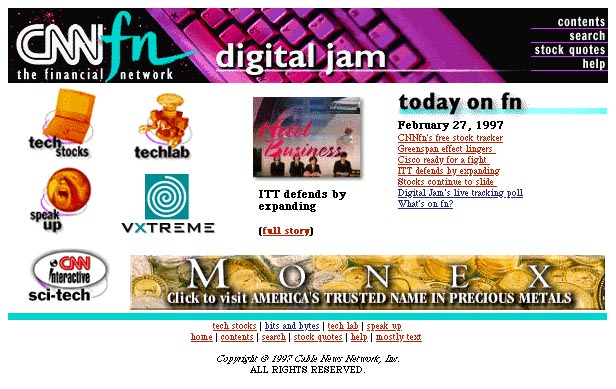 CNNfn
the financial network
digital jam
contents
search
stock quotes
help
tech
stocks
techlab
speak
up
VXTREME
CNN
Interactive
sci-tech
Hotel
Business
ITT defends by
expanding
(full story)
today on fn
February 27, 1997
CNNfn's free stock tracker
Greenspan effect lingers
Cisco ready for a fight
ITT defends by expanding
Stocks continue to slide
Digital Jam's live tracking poll
What's on fn?
MONEX
Click to visit AMERICA'S TRUSTED NAME IN PRECIOUS METALS
tech stocks | bits and bytes | tech lab | speak up
home | contents | search | stock quotes | help | mostly text
Copyright © 1997 Cable News Network, Inc.
ALL RIGHTS RESERVED.